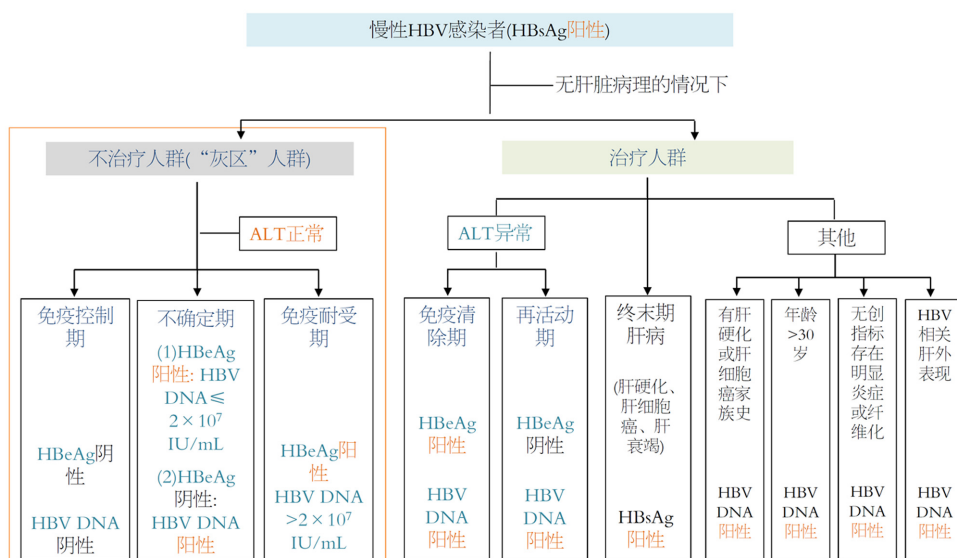 慢性HBV感染者(HBsAg阳性)
无肝脏病理的情况下
不治疗人群(“灰区”人群)
治疗人群
ALT正常
ALT异常
其他
免疫控制
期
HBeAg阴
性
HBV DNA
阴性
不确定期
(1)HBeAg
阳性: HBV
DNA≤
2×10⁷
IU/mL
(2)HBeAg
阴性:
HBV DNA
阳性
免疫耐受
期
HBeAg阳
性
HBV DNA
>2×10⁷
IU/mL
免疫清
除期
HBeAg
阳性
HBV
DNA
阳性
再活动
期
HBeAg
阴性
HBV
DNA
阳性
终末期
肝病
(肝硬化、
肝细胞
癌、肝
衰竭)
HBsAg
阳性
有肝
硬化
或肝
细胞
癌家
族史
HBV
DNA
阳性
年龄
>30
岁
HBV
DNA
阳性
无创
指标
存在
明显
炎症
或纤
维化
HBV
DNA
阳性
HBV
相关
肝外
表现
HBV
DNA
阳性